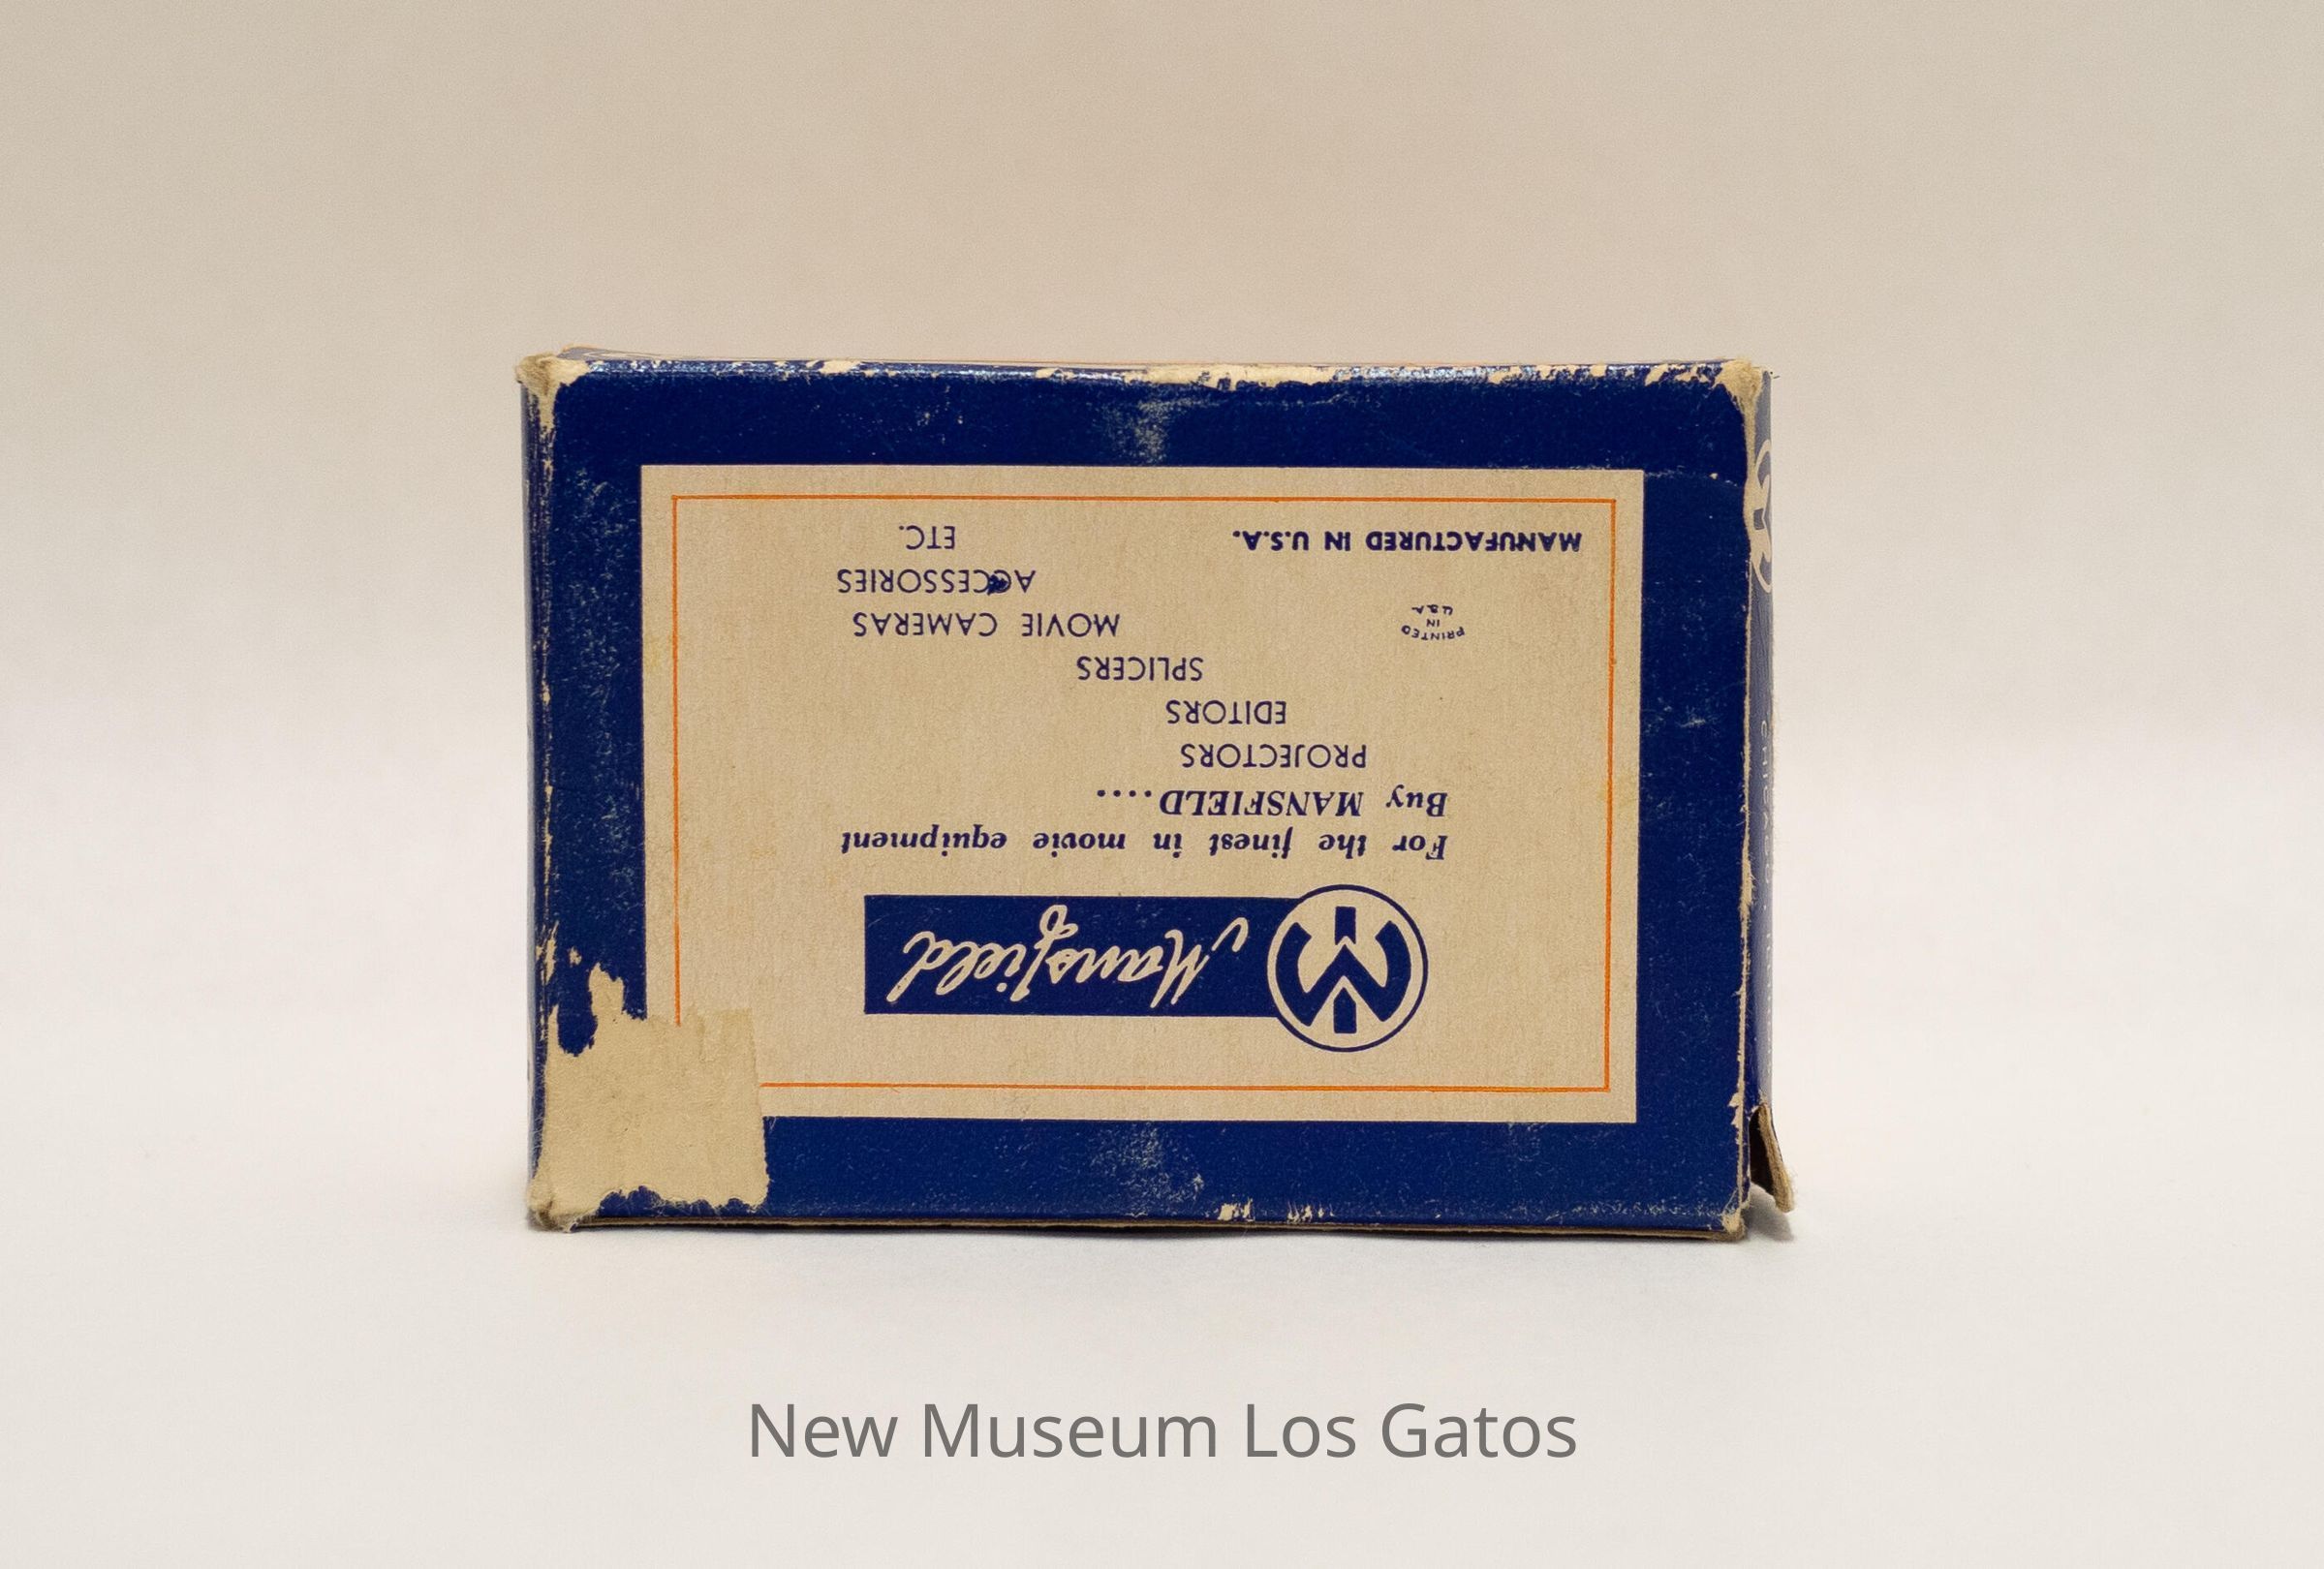 Mansfield
For the finest in movie equipment
Buy MANSFIELD....
PROJECTORS
EDITORS
SPLICERS
MOVIE CAMERAS
ACCESSORIES
ETC.
PRINTED
IN
U.S.A.
MANUFACTURED IN U.S.A.
New Museum Los Gatos